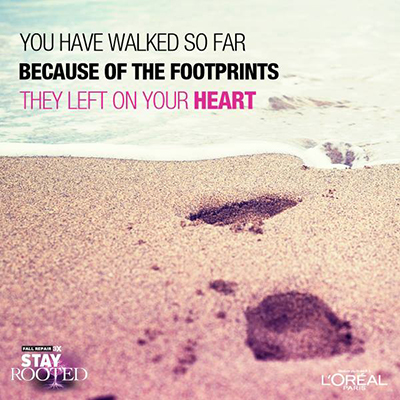 YOU HAVE WALKED SO FAR
BECAUSE OF THE FOOTPRINTS
THEY LEFT ON YOUR HEART
FALL REPAIR 3X
STAY
ROOTED
L'ORÉAL
PARIS